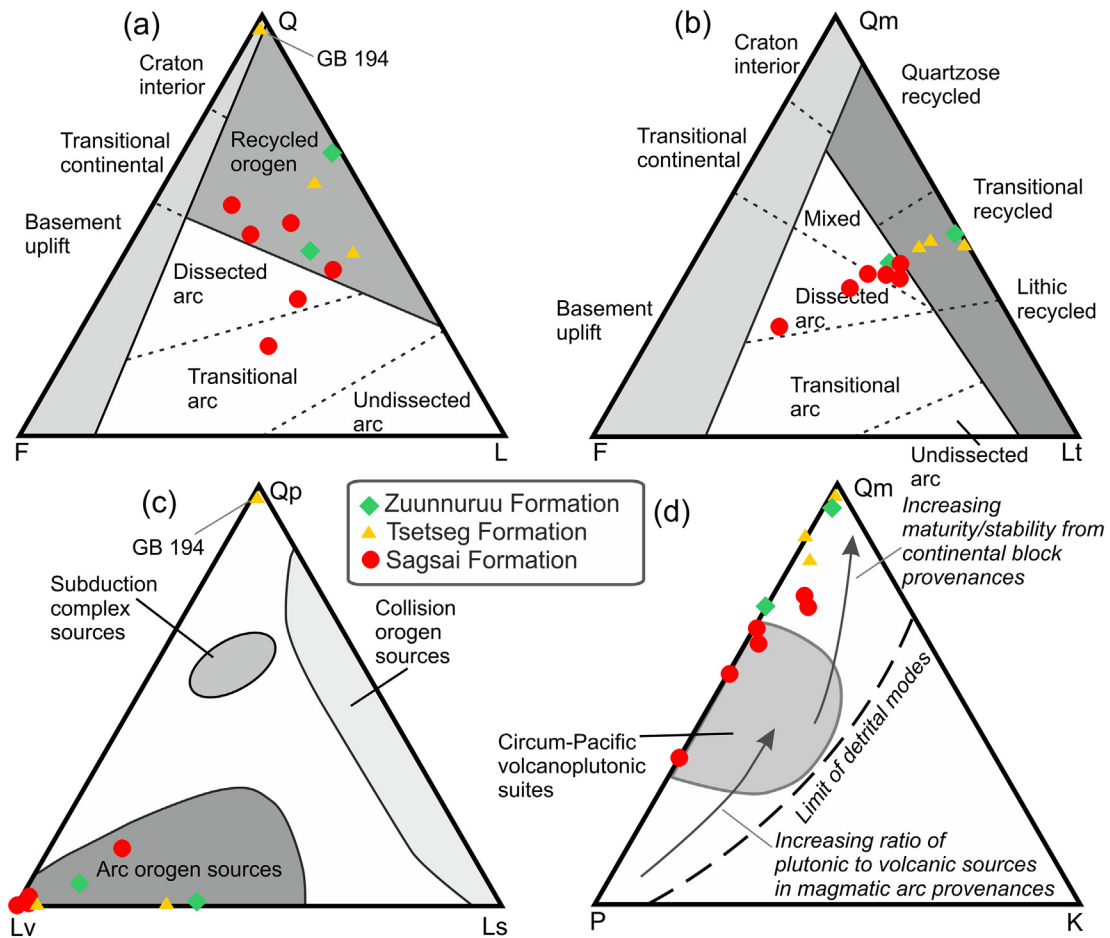 (a)
Q
GB 194
Craton
interior
Transitional
continental
Recycled
orogen
Basement
uplift
Dissected
arc
Transitional
arc
Undissected
arc
F
L
(b)
Qm
Craton
interior
Quartzose
recycled
Transitional
continental
Transitional
recycled
Mixed
Lithic
recycled
Basement
uplift
Dissected
arc
Transitional
arc
Undissected
arc
F
Lt
(c)
Qp
GB 194
Subduction
complex
sources
Collision
orogen
sources
Arc orogen sources
Lv
Ls
Zuunnuruu Formation
Tsetseg Formation
Sagsai Formation
(d)
Qm
Increasing
maturity/stability from
continental block
provenances
Circum-Pacific
volcanoplutonic
suites
Limit of detrital modes
Increasing ratio of
plutonic to volcanic sources
in magmatic arc provenances
P
K